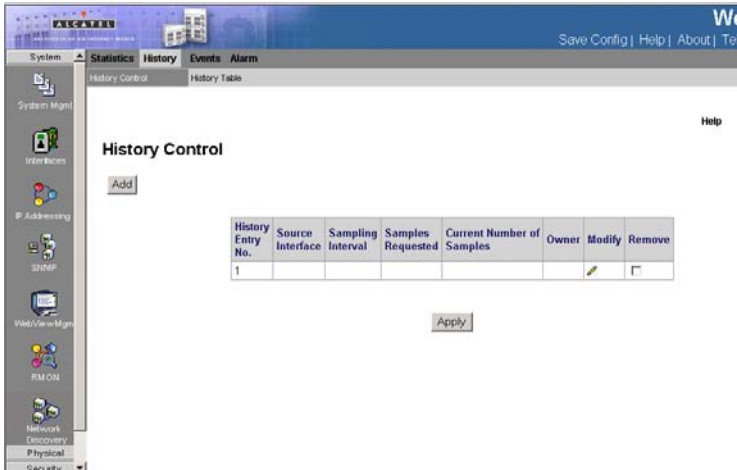 ALCATEL
We
Save Config | Help | About | Te
System
Statistics History Events Alarm
History Control History Table
System Mgmt
Interfaces
IP Addressing
SNMP
WebViewMgm
RMON
Network
Discovery
Physical
Security
Help
History Control
Add
History Entry No. Source Interface Sampling Interval Samples Requested Current Number of Samples Owner Modify Remove
1
Apply